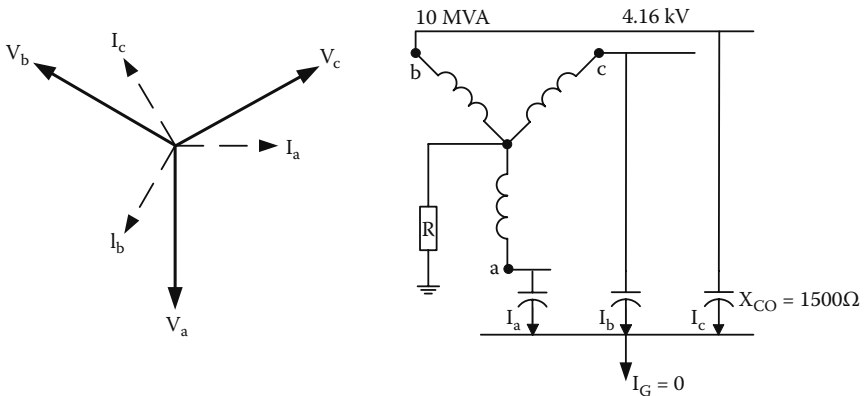 V_b
I_c
V_c
I_a
I_b
V_a
10 MVA
4.16 kV
b
c
R
a
I_a
I_b
I_c
X_CO = 1500Ω
I_G = 0